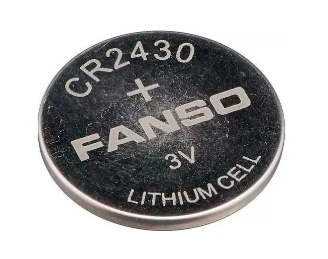 CR2430
+
FANSO
3V
LITHIUM CELL